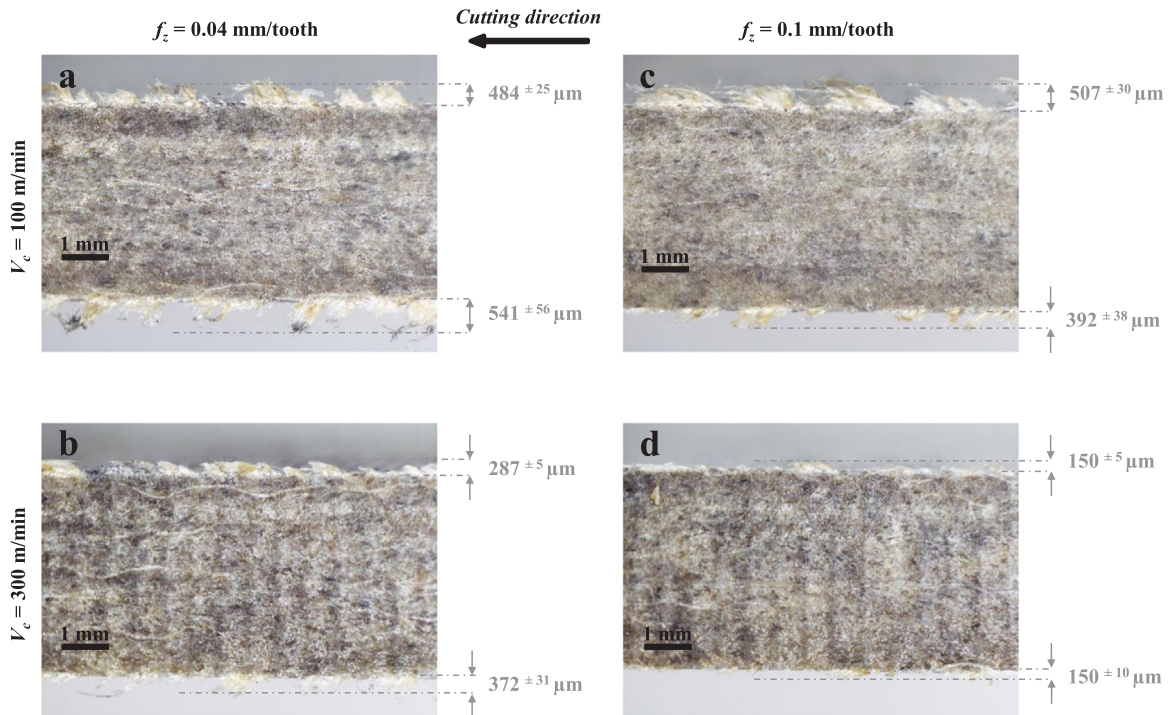 Cutting direction
f_z = 0.04 mm/tooth
f_z = 0.1 mm/tooth
V_c = 100 m/min
a
484 ± 25 µm
c
507 ± 30 µm
1 mm
1 mm
541 ± 56 µm
392 ± 38 µm
V_c = 300 m/min
b
287 ± 5 µm
d
150 ± 5 µm
1 mm
1 mm
372 ± 31 µm
150 ± 10 µm